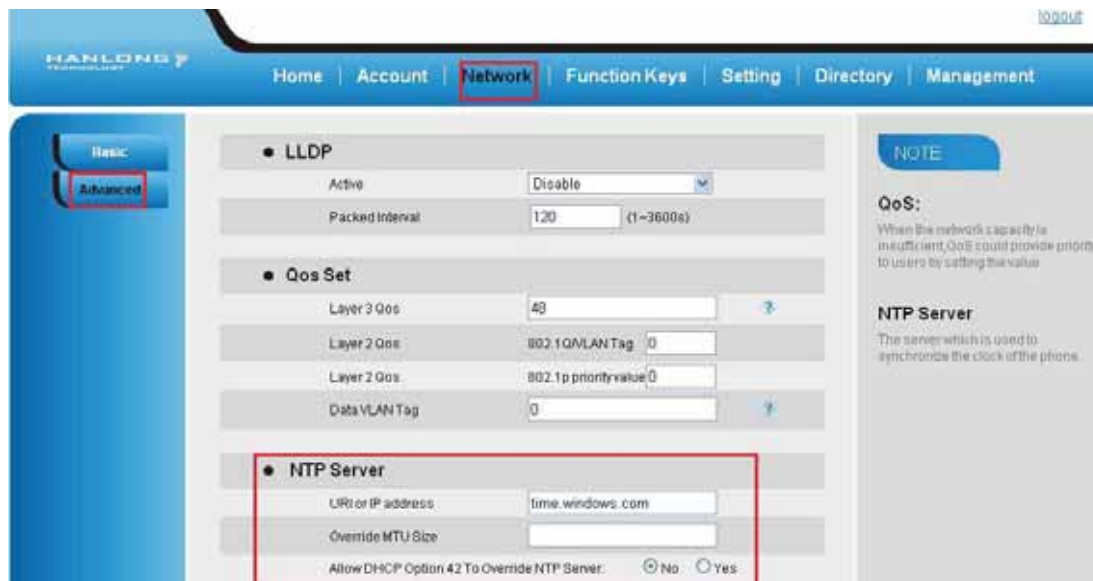 logout
HANLONG
TECHNOLOGY
Home | Account | Network | Function Keys | Setting | Directory | Management
Basic
Advanced
LLDP
Active Disable
Packed Interval 120 (1~3600s)
Qos Set
Layer 3 Qos 48 ?
Layer 2 Qos 802.1Q/VLAN Tag 0
Layer 2 Qos 802.1p priority value 0
Data VLAN Tag 0 ?
NTP Server
URI or IP address time.windows.com
Override MTU Size
Allow DHCP Option 42 To Override NTP Server: No Yes
NOTE
QoS:
When the network capacity is
insufficient,QoS could provide priority
to users by setting the value
NTP Server
The server which is used to
synchronize the clock of the phone.